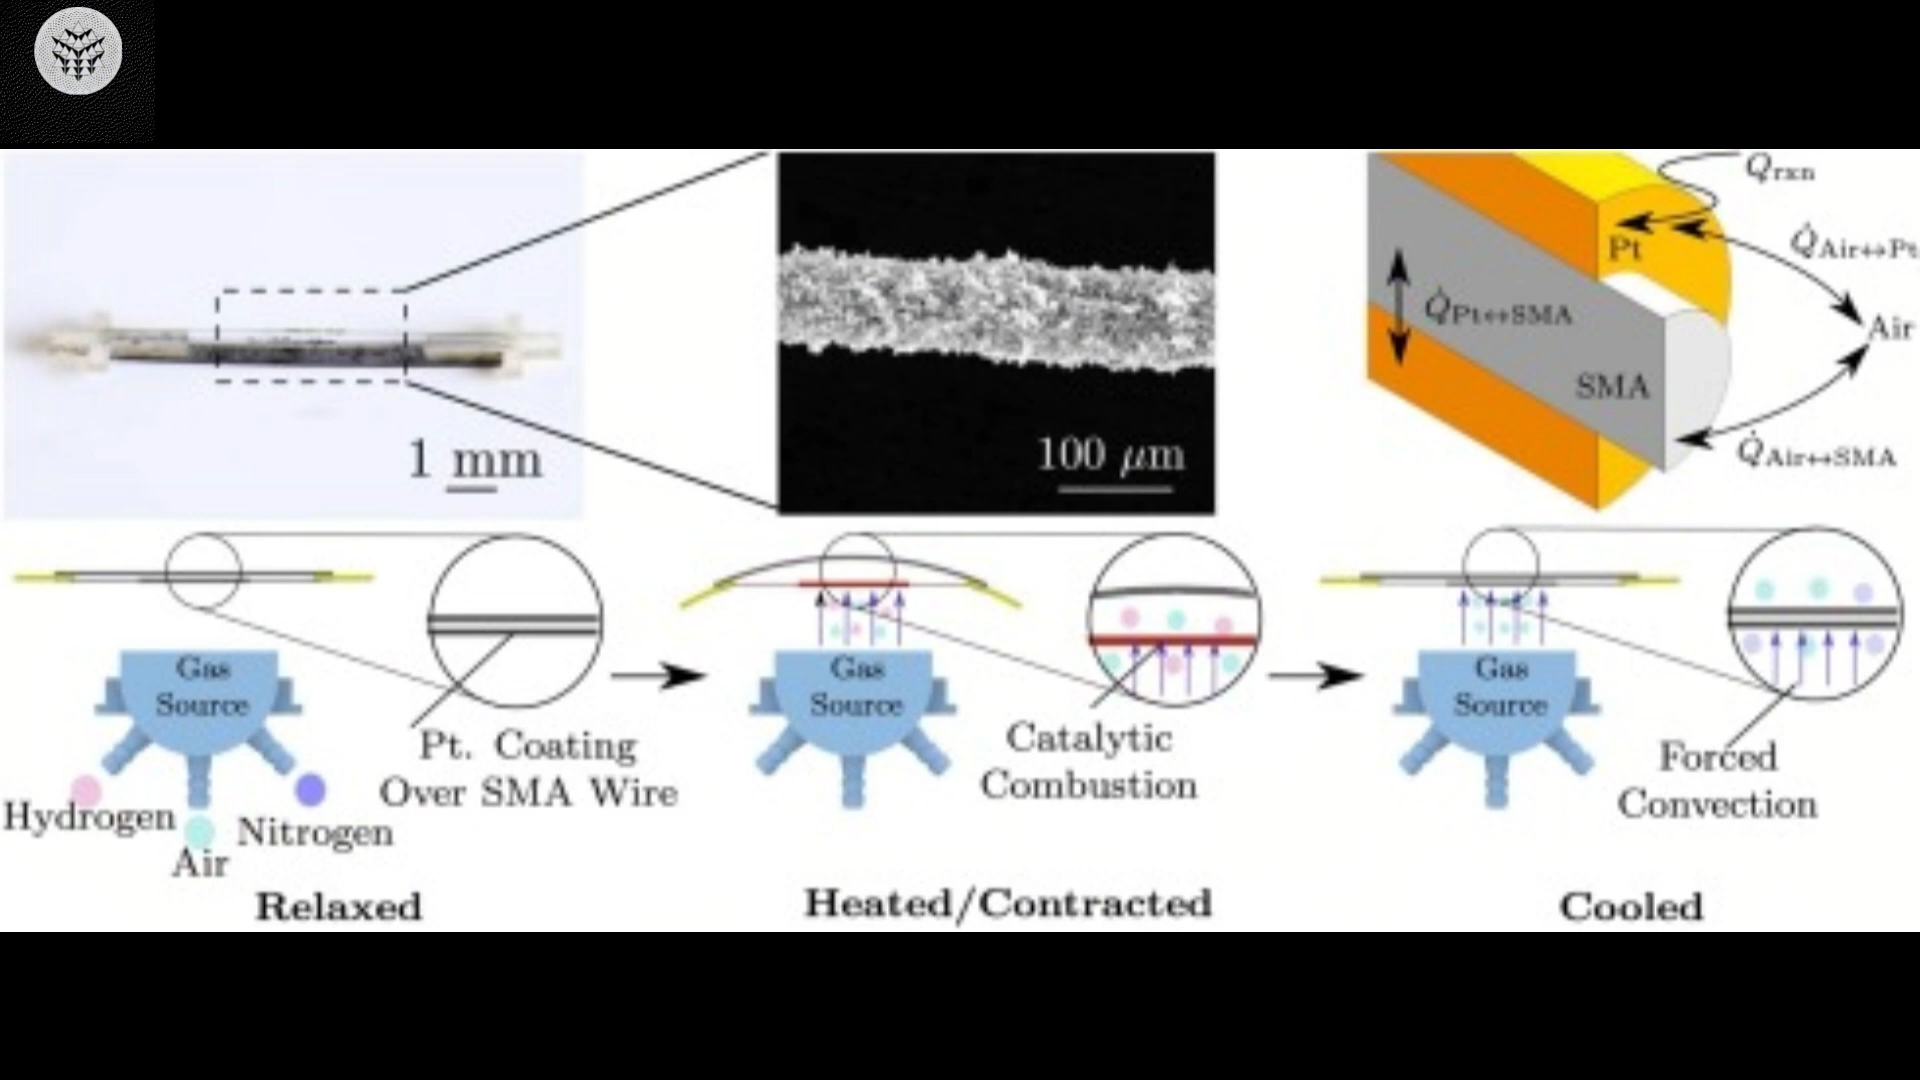 1 mm
100 μm
Q_rxn
Pt
Q̇_Air↔Pt
Q̇_Pt↔SMA
Air
SMA
Q̇_Air↔SMA
Gas
Source
Pt. Coating
Over SMA Wire
Hydrogen
Nitrogen
Air
Relaxed
Gas
Source
Catalytic
Combustion
Heated/Contracted
Gas
Source
Forced
Convection
Cooled